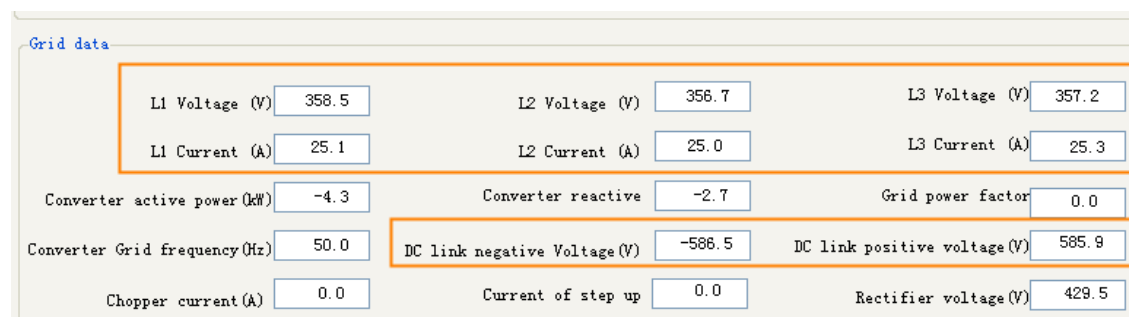 Grid data
L1 Voltage (V) 358.5 L2 Voltage (V) 356.7 L3 Voltage (V) 357.2
L1 Current (A) 25.1 L2 Current (A) 25.0 L3 Current (A) 25.3
Converter active power(kW) -4.3 Converter reactive -2.7 Grid power factor 0.0
Converter Grid frequency(Hz) 50.0 DC link negative Voltage(V) -586.5 DC link positive voltage(V) 585.9
Chopper current(A) 0.0 Current of step up 0.0 Rectifier voltage(V) 429.5